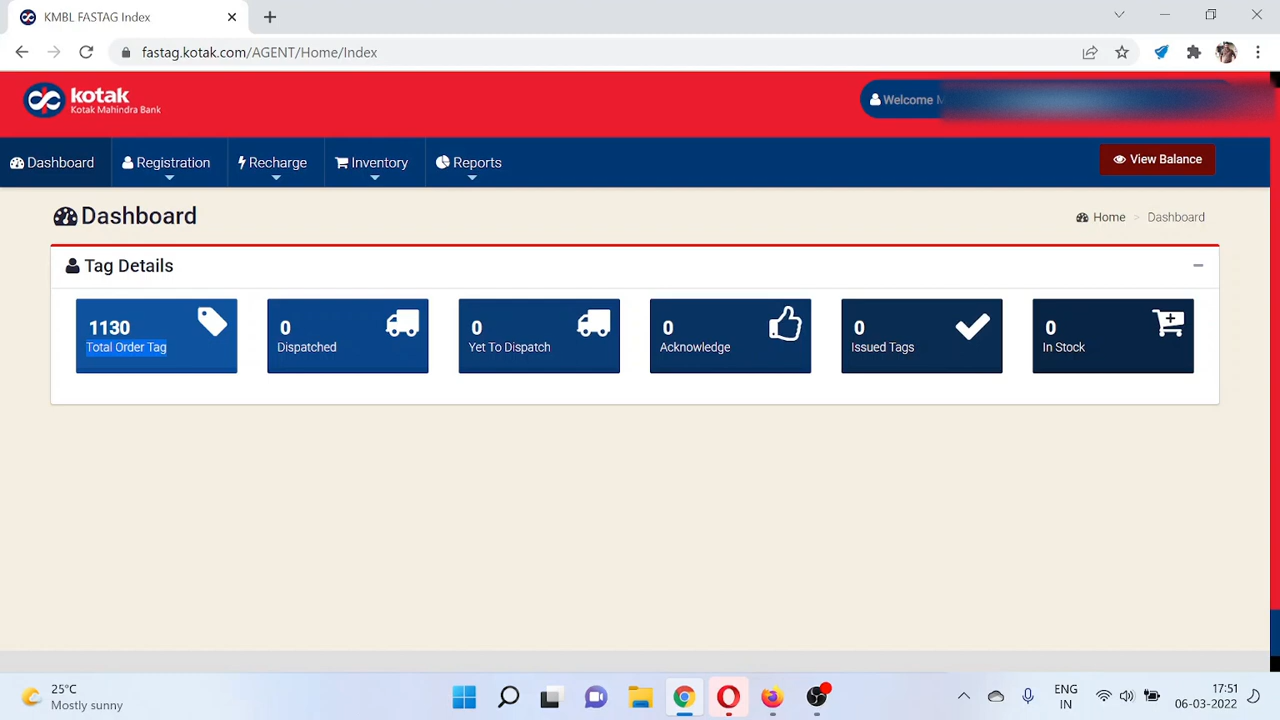 KMBL FASTAG Index
fastag.kotak.com/AGENT/Home/Index
kotak
Kotak Mahindra Bank
Welcome
Dashboard
Registration
Recharge
Inventory
Reports
View Balance
Dashboard
Home > Dashboard
Tag Details
1130
Total Order Tag
0
Dispatched
0
Yet To Dispatch
0
Acknowledge
0
Issued Tags
0
In Stock
25°C
Mostly sunny
ENG
IN
17:51
06-03-2022